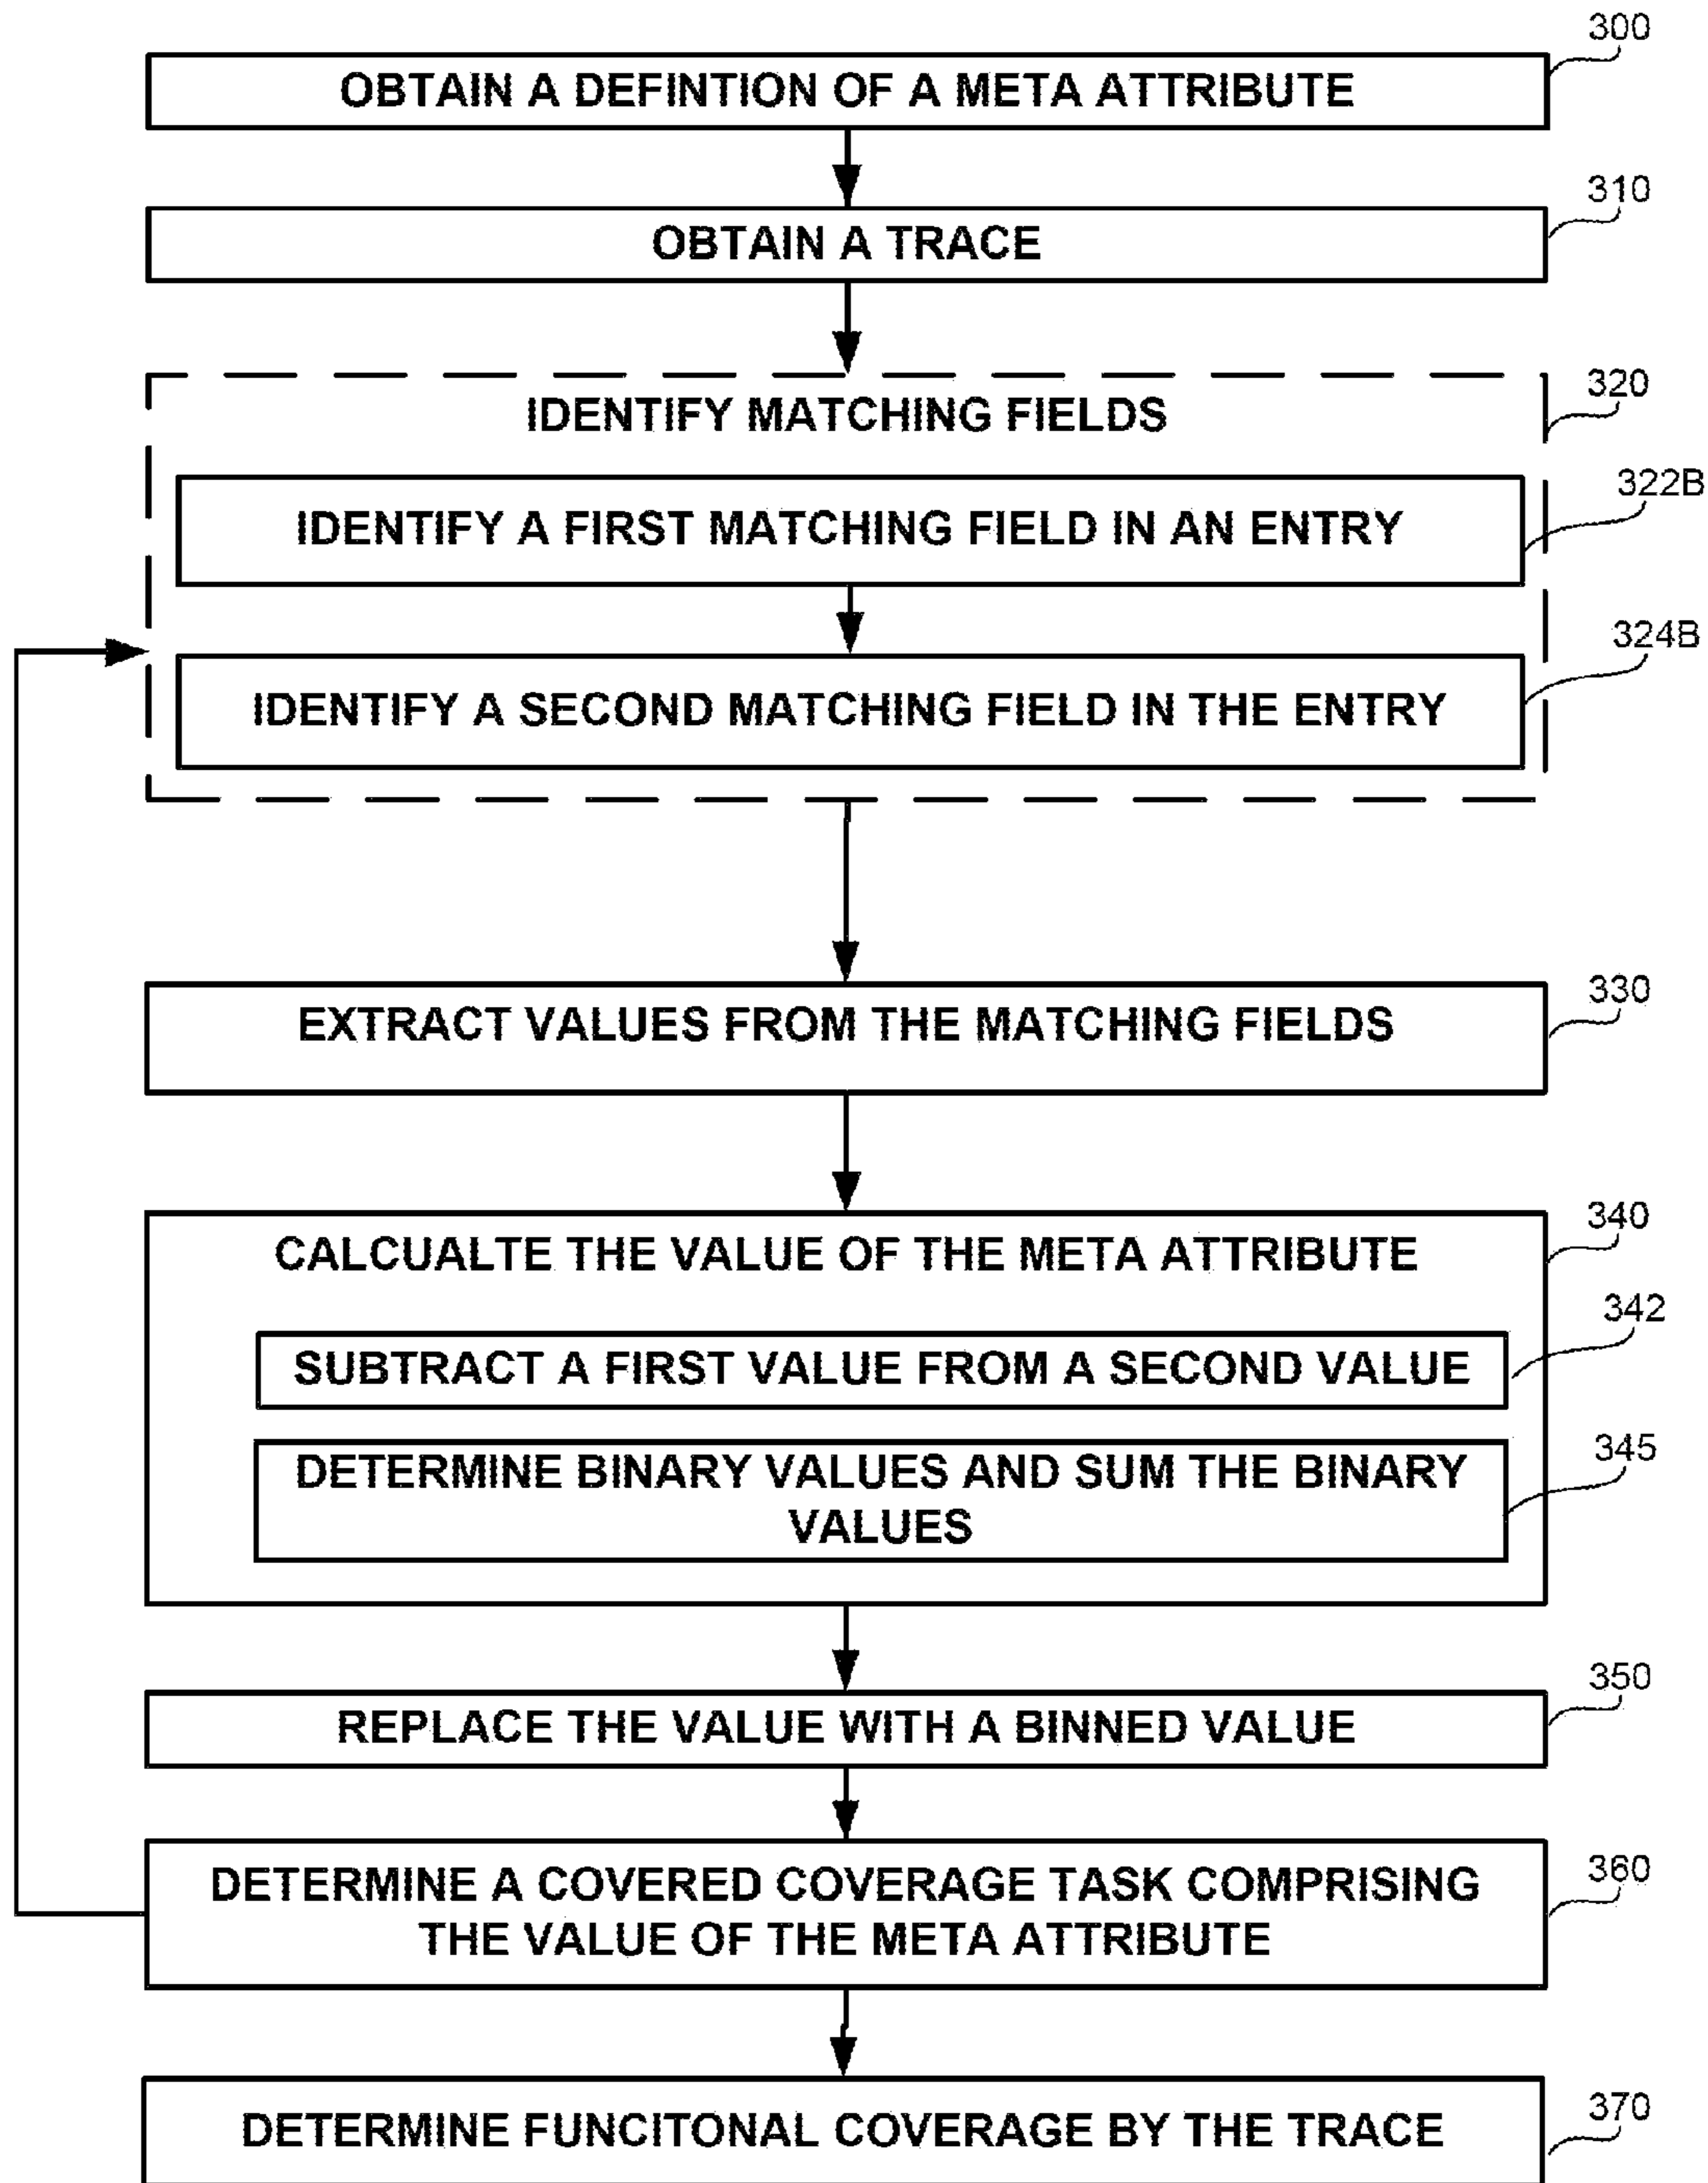 300
OBTAIN A DEFINTION OF A META ATTRIBUTE
310
OBTAIN A TRACE
320
IDENTIFY MATCHING FIELDS
322B
IDENTIFY A FIRST MATCHING FIELD IN AN ENTRY
324B
IDENTIFY A SECOND MATCHING FIELD IN THE ENTRY
330
EXTRACT VALUES FROM THE MATCHING FIELDS
340
CALCUALTE THE VALUE OF THE META ATTRIBUTE
342
SUBTRACT A FIRST VALUE FROM A SECOND VALUE
345
DETERMINE BINARY VALUES AND SUM THE BINARY
VALUES
350
REPLACE THE VALUE WITH A BINNED VALUE
360
DETERMINE A COVERED COVERAGE TASK COMPRISING
THE VALUE OF THE META ATTRIBUTE
370
DETERMINE FUNCITONAL COVERAGE BY THE TRACE